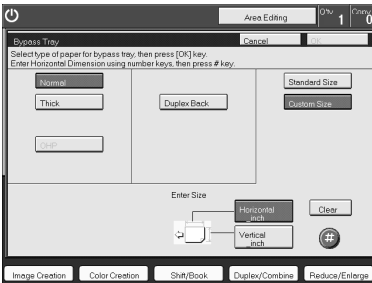 Area Editing
Q'ty
1
Copy
0
Bypass Tray
Cancel
OK
Select type of paper for bypass tray, then press [OK] key.
Enter Horizontal Dimension using number keys, then press # key.
Normal
Standard Size
Thick
Duplex Back
Custom Size
OHP
Enter Size
Horizontal
_inch
Clear
Vertical
_inch
#
Image Creation
Color Creation
Shift/Book
Duplex/Combine
Reduce/Enlarge